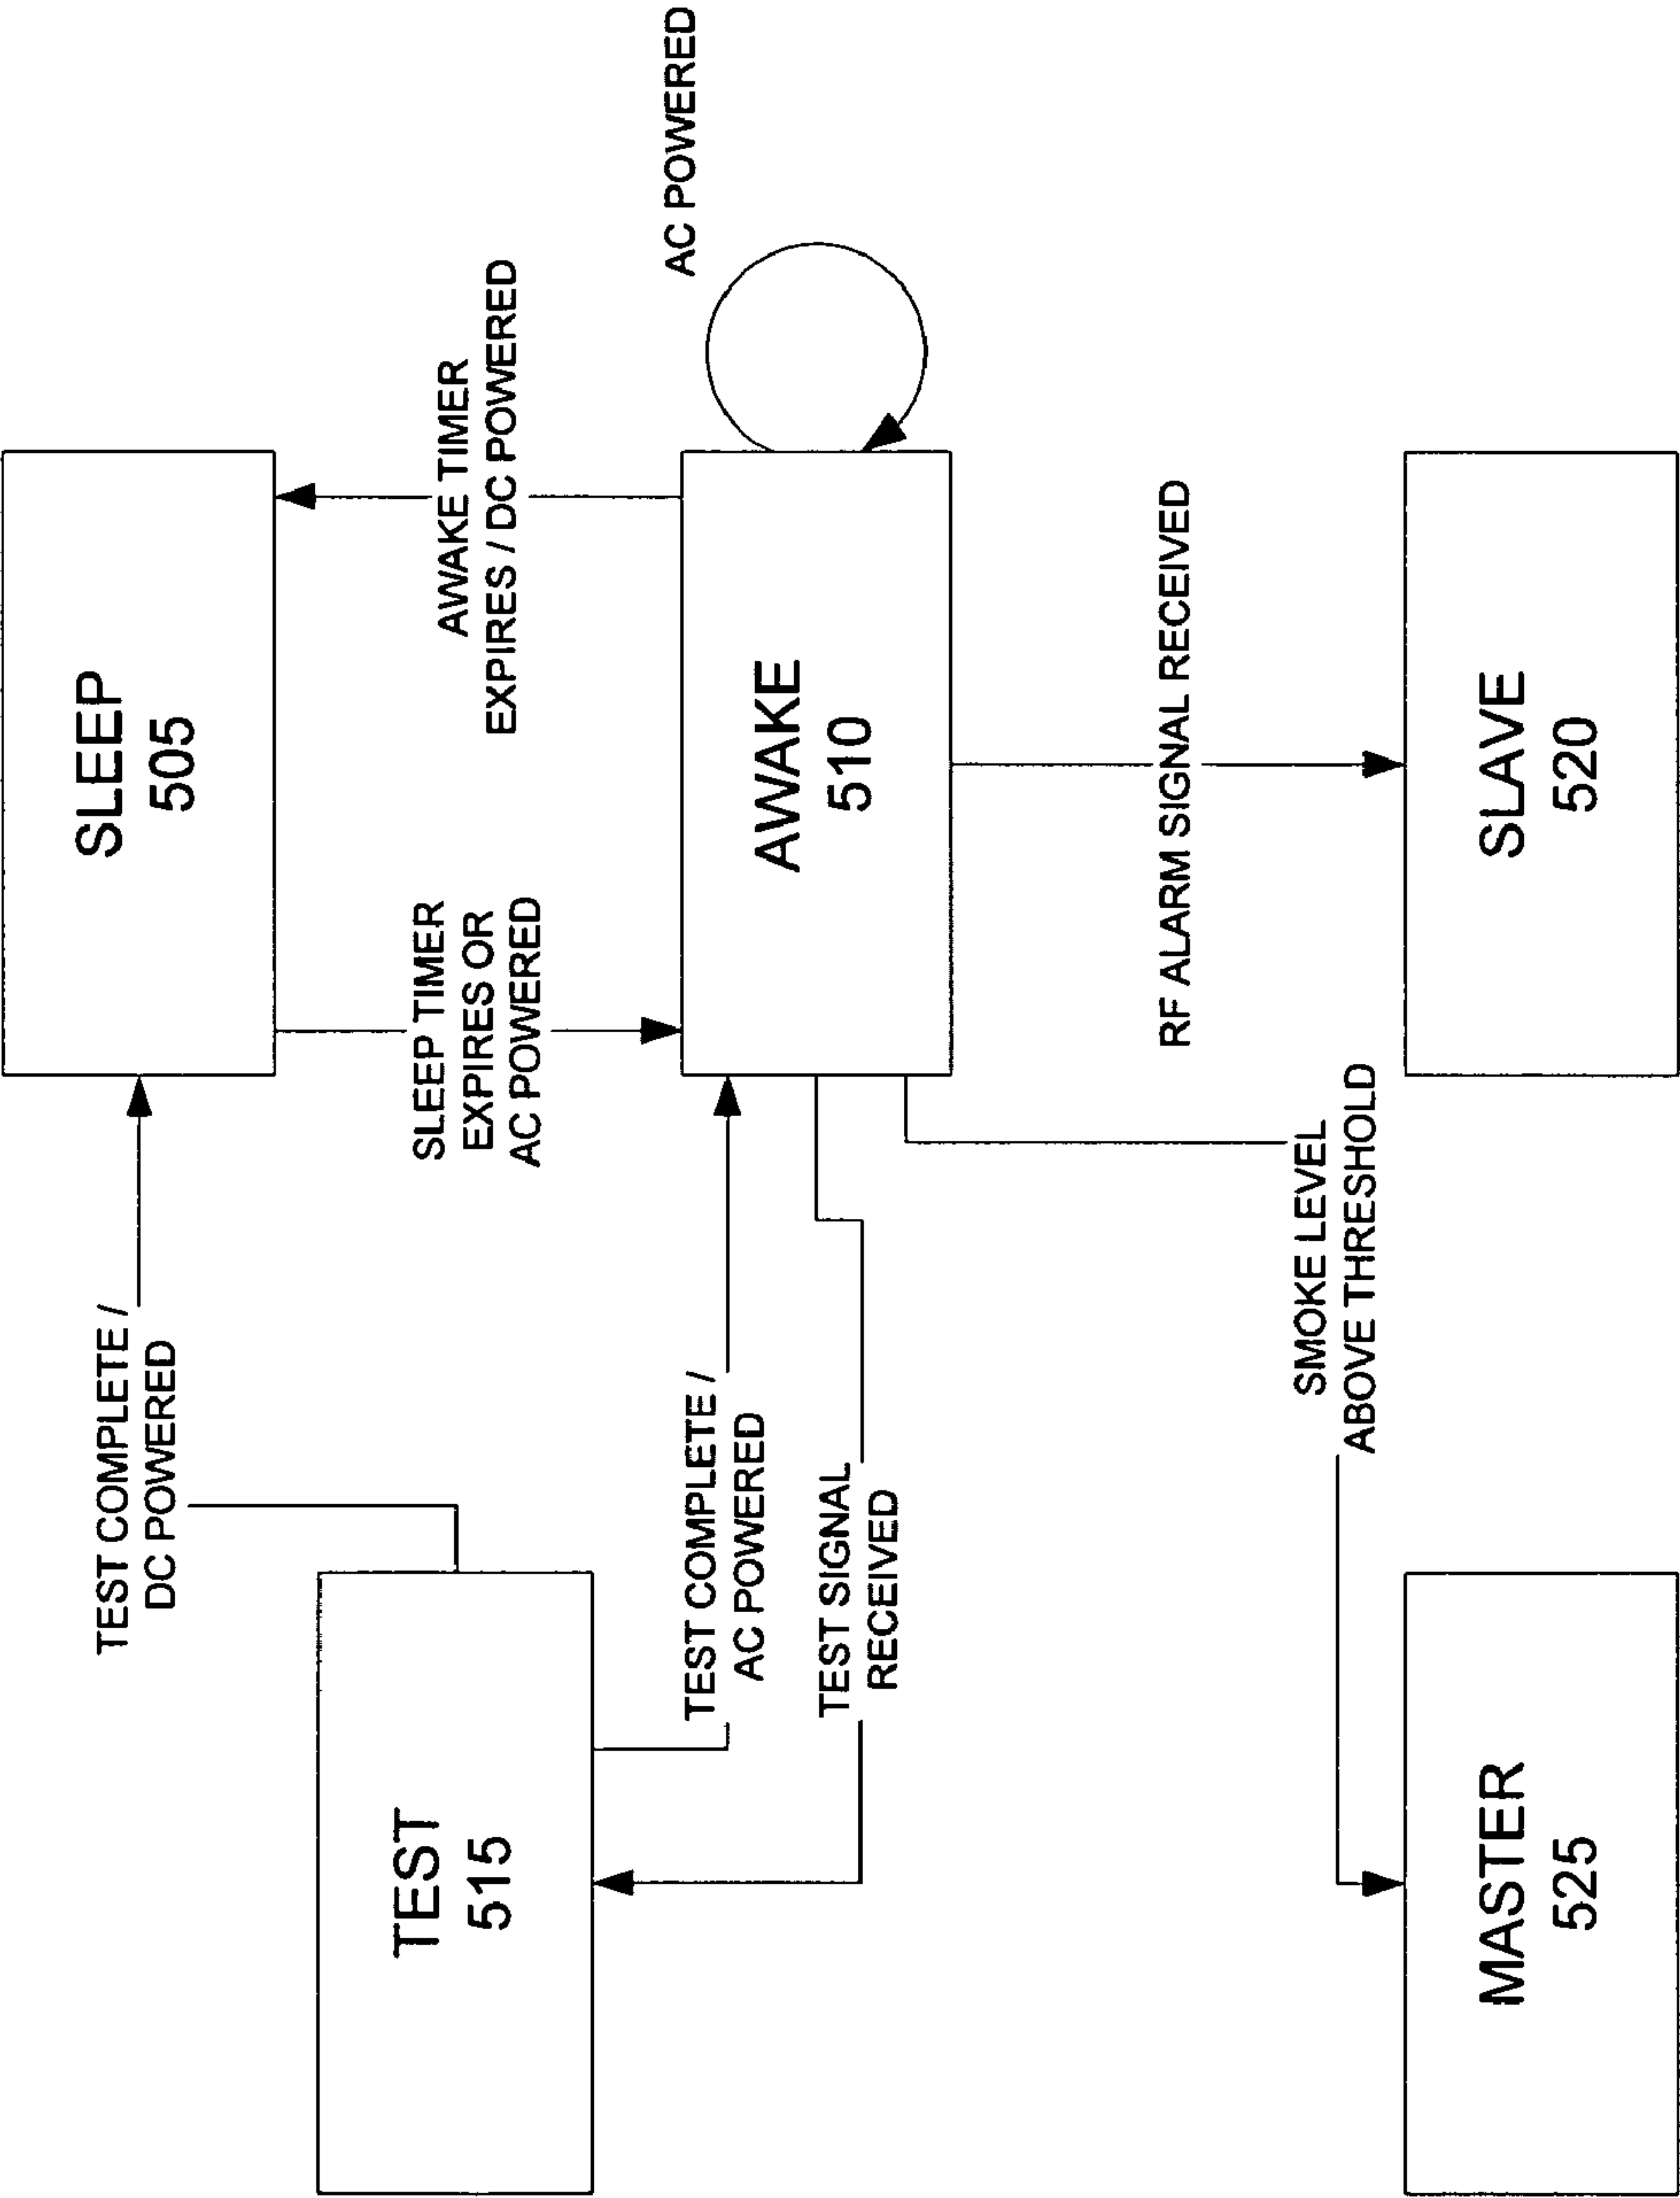 SLEEP
505
TEST COMPLETE /
DC POWERED
SLEEP TIMER
EXPIRES OR
AC POWERED
AWAKE TIMER
EXPIRES / DC POWERED
TEST
515
AWAKE
510
AC POWERED
TEST COMPLETE /
AC POWERED
TEST SIGNAL
RECEIVED
RF ALARM SIGNAL RECEIVED
SMOKE LEVEL
ABOVE THRESHOLD
MASTER
525
SLAVE
520